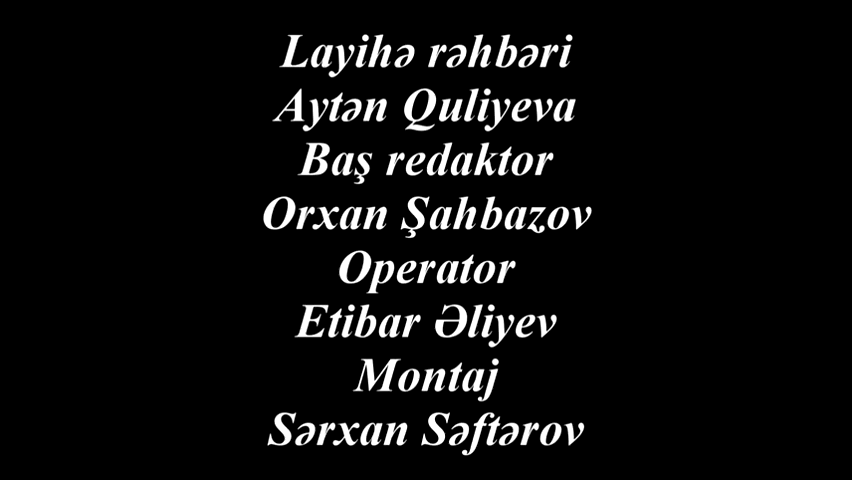 Layihə rəhbəri
Aytən Quliyeva
Baş redaktor
Orxan Şahbazov
Operator
Etibar Əliyev
Montaj
Sərxan Səftərov